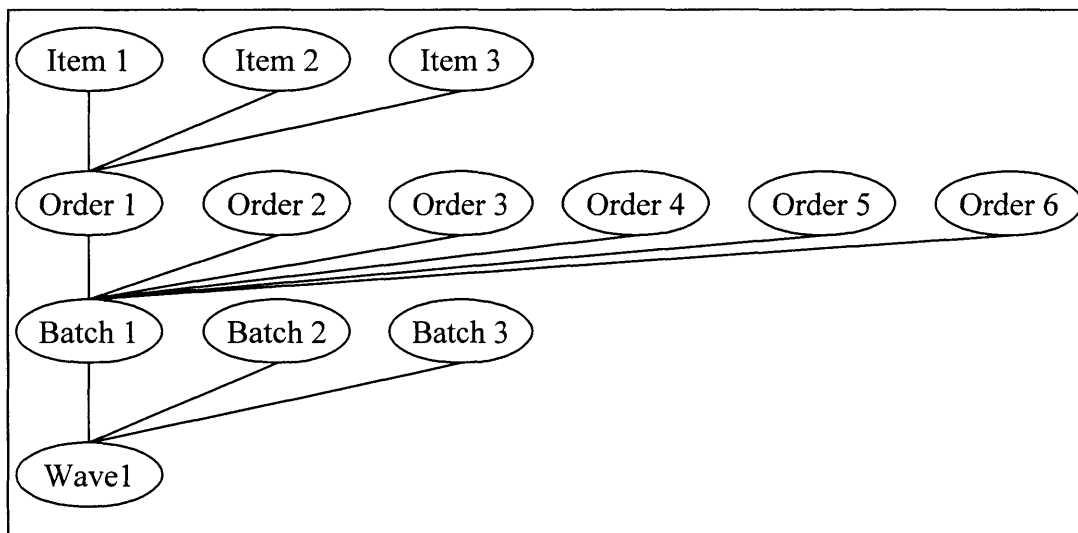 Item 1 Item 2 Item 3
Order 1 Order 2 Order 3 Order 4 Order 5 Order 6
Batch 1 Batch 2 Batch 3
Wave1